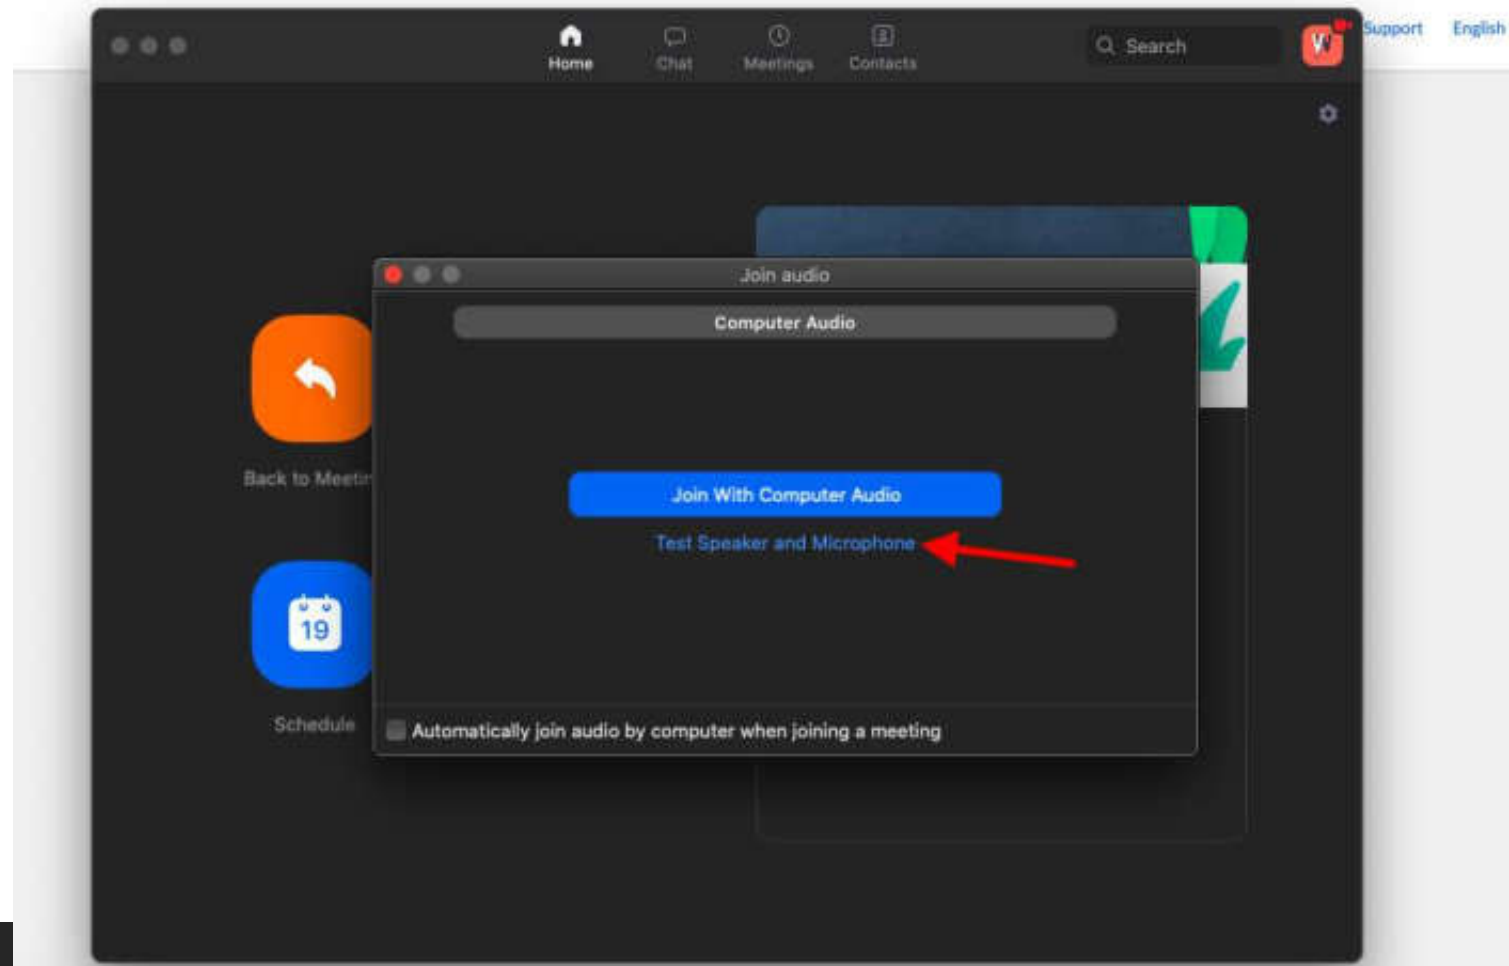 Home
Chat
Meetings
Contacts
Search
W
Support
English
Join audio
Computer Audio
Back to Meetin
Join With Computer Audio
Test Speaker and Microphone
19
Schedule
Automatically join audio by computer when joining a meeting